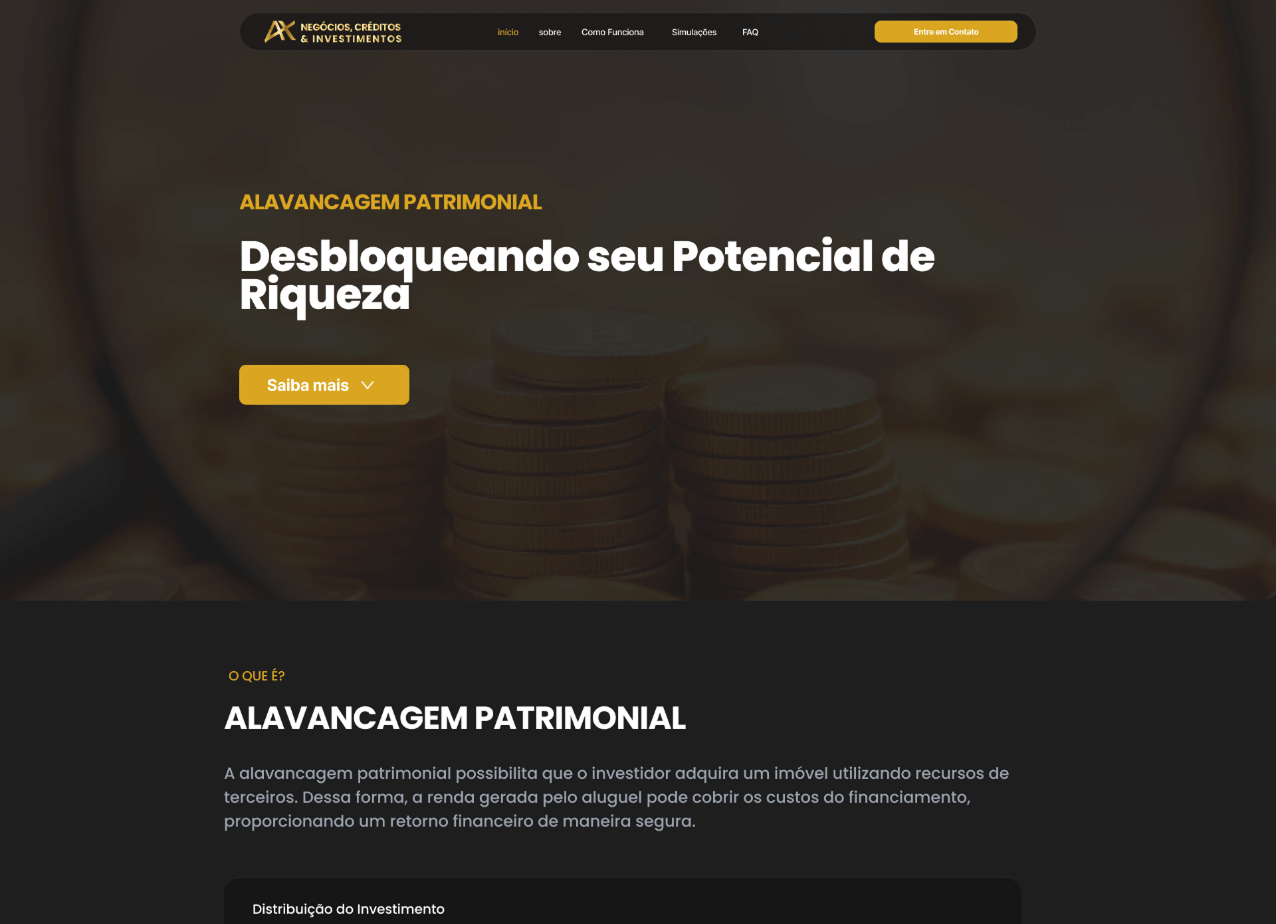 AX NEGÓCIOS, CRÉDITOS
& INVESTIMENTOS
início
sobre
Como Funciona
Simulações
FAQ
Entre em Contato
ALAVANCAGEM PATRIMONIAL
Desbloqueando seu Potencial de
Riqueza
Saiba mais
O QUE É?
ALAVANCAGEM PATRIMONIAL
A alavancagem patrimonial possibilita que o investidor adquira um imóvel utilizando recursos de
terceiros. Dessa forma, a renda gerada pelo aluguel pode cobrir os custos do financiamento,
proporcionando um retorno financeiro de maneira segura.
Distribuição do Investimento